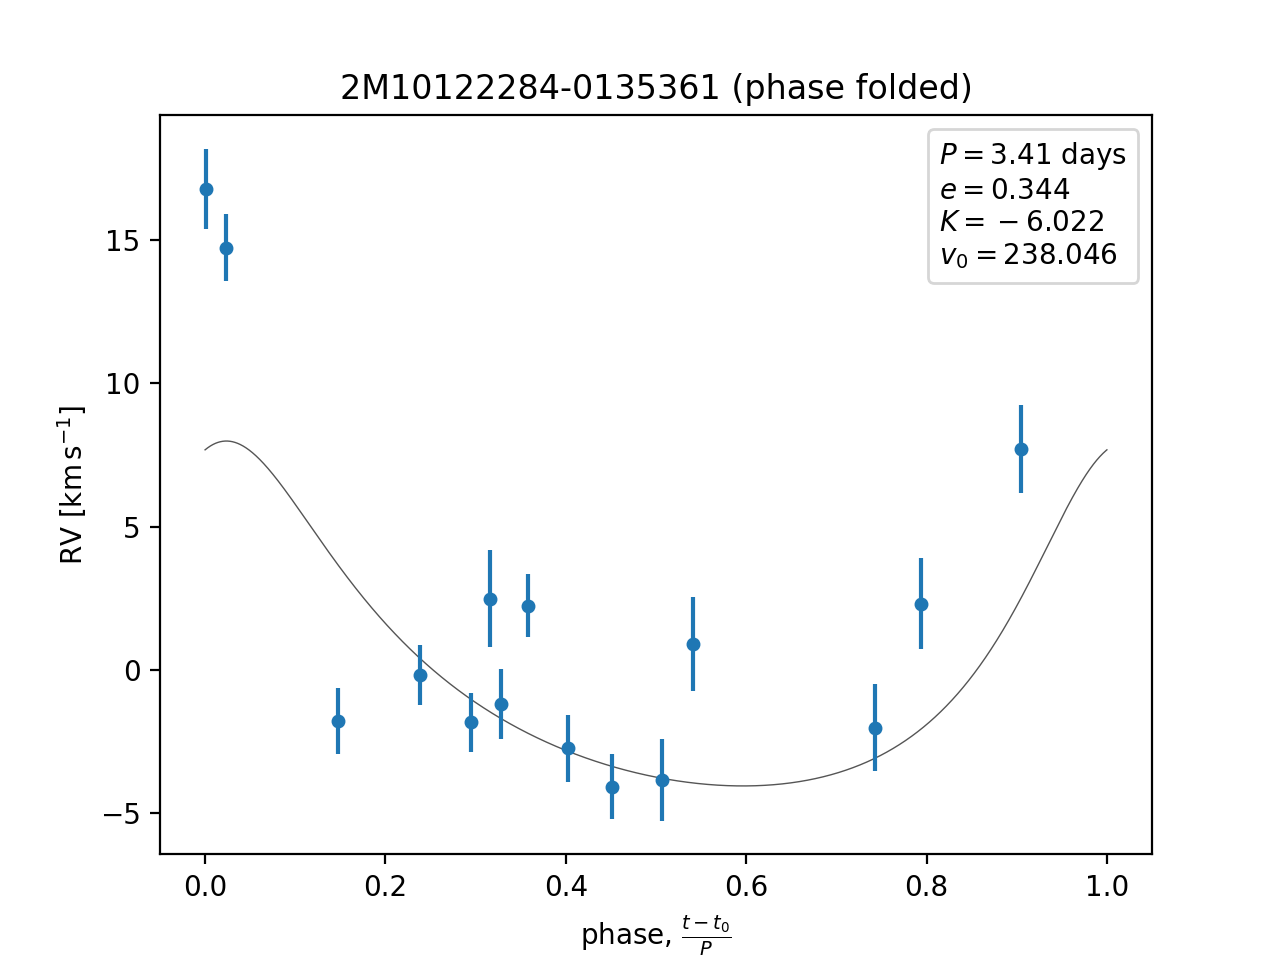 2M10122284-0135361 (phase folded)
P = 3.41 days
e = 0.344
K = −6.022
v₀ = 238.046
RV [km s⁻¹]
15
10
5
0
−5
0.0 0.2 0.4 0.6 0.8 1.0
phase, (t − t₀)/P